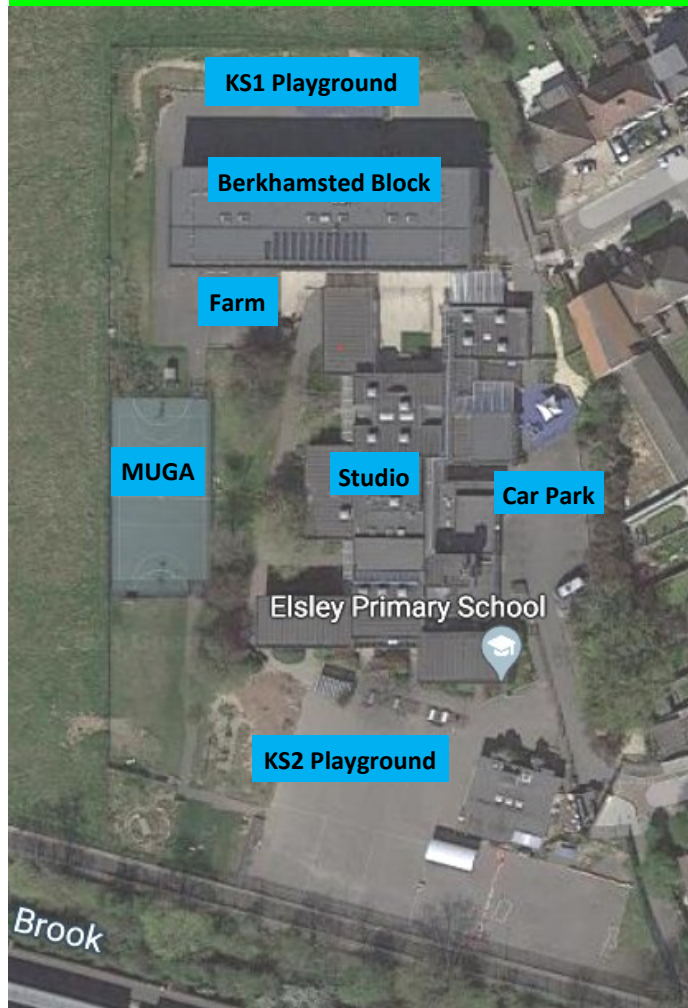 KS1 Playground
Berkhamsted Block
Farm
MUGA
Studio
Car Park
Elsley Primary School
KS2 Playground
Brook